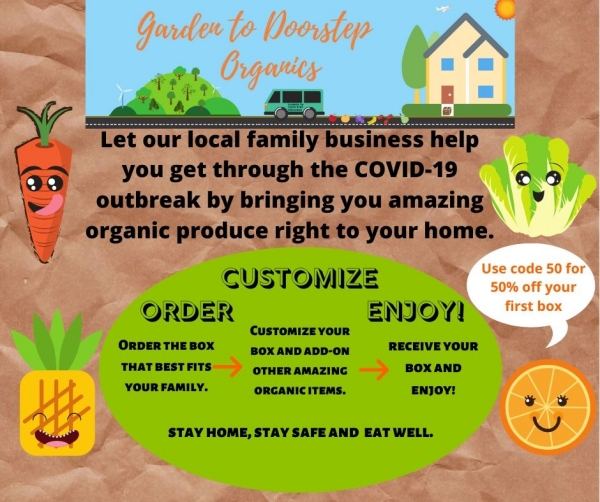 Garden to Doorstep
Organics
Let our local family business help
you get through the COVID-19
outbreak by bringing you amazing
organic produce right to your home.
Use code 50 for
50% off your
first box
CUSTOMIZE
ORDER
ENJOY!
ORDER THE BOX
THAT BEST FITS
YOUR FAMILY.
CUSTOMIZE YOUR
BOX AND ADD-ON
OTHER AMAZING
ORGANIC ITEMS.
RECEIVE YOUR
BOX AND
ENJOY!
STAY HOME, STAY SAFE AND EAT WELL.